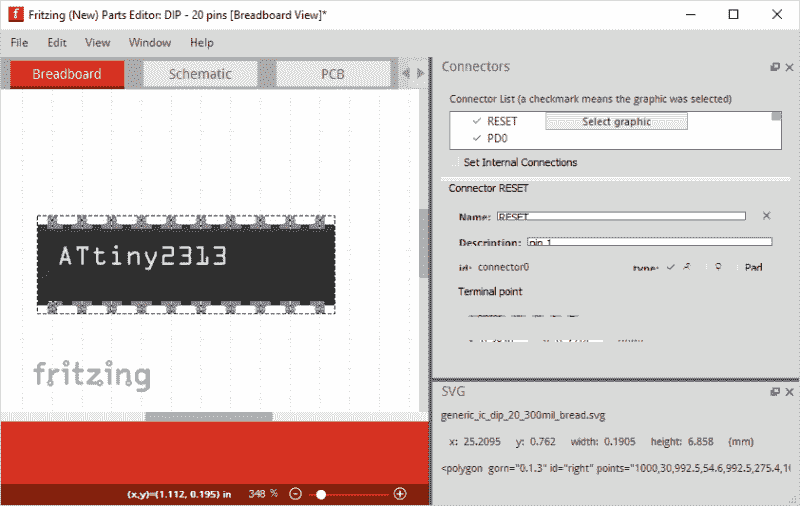 Fritzing (New) Parts Editor: DIP - 20 pins [Breadboard View]*
File Edit View Window Help
Breadboard Schematic PCB
ATtiny2313
fritzing
(x,y)=(1.112, 0.195) in 348 %
Connectors
Connector List (a checkmark means the graphic was selected)
RESET Select graphic
PD0
Set Internal Connections
Connector RESET
Name: RESET
Description: pin 1
id: connector0 type: Pad
Terminal point
SVG
generic_ic_dip_20_300mil_bread.svg
x: 25.2095 y: 0.762 width: 0.1905 height: 6.858 (mm)
<polygon gorn="0.1.3" id="right" points="1000,30,992.5,54.6,992.5,275.4,10